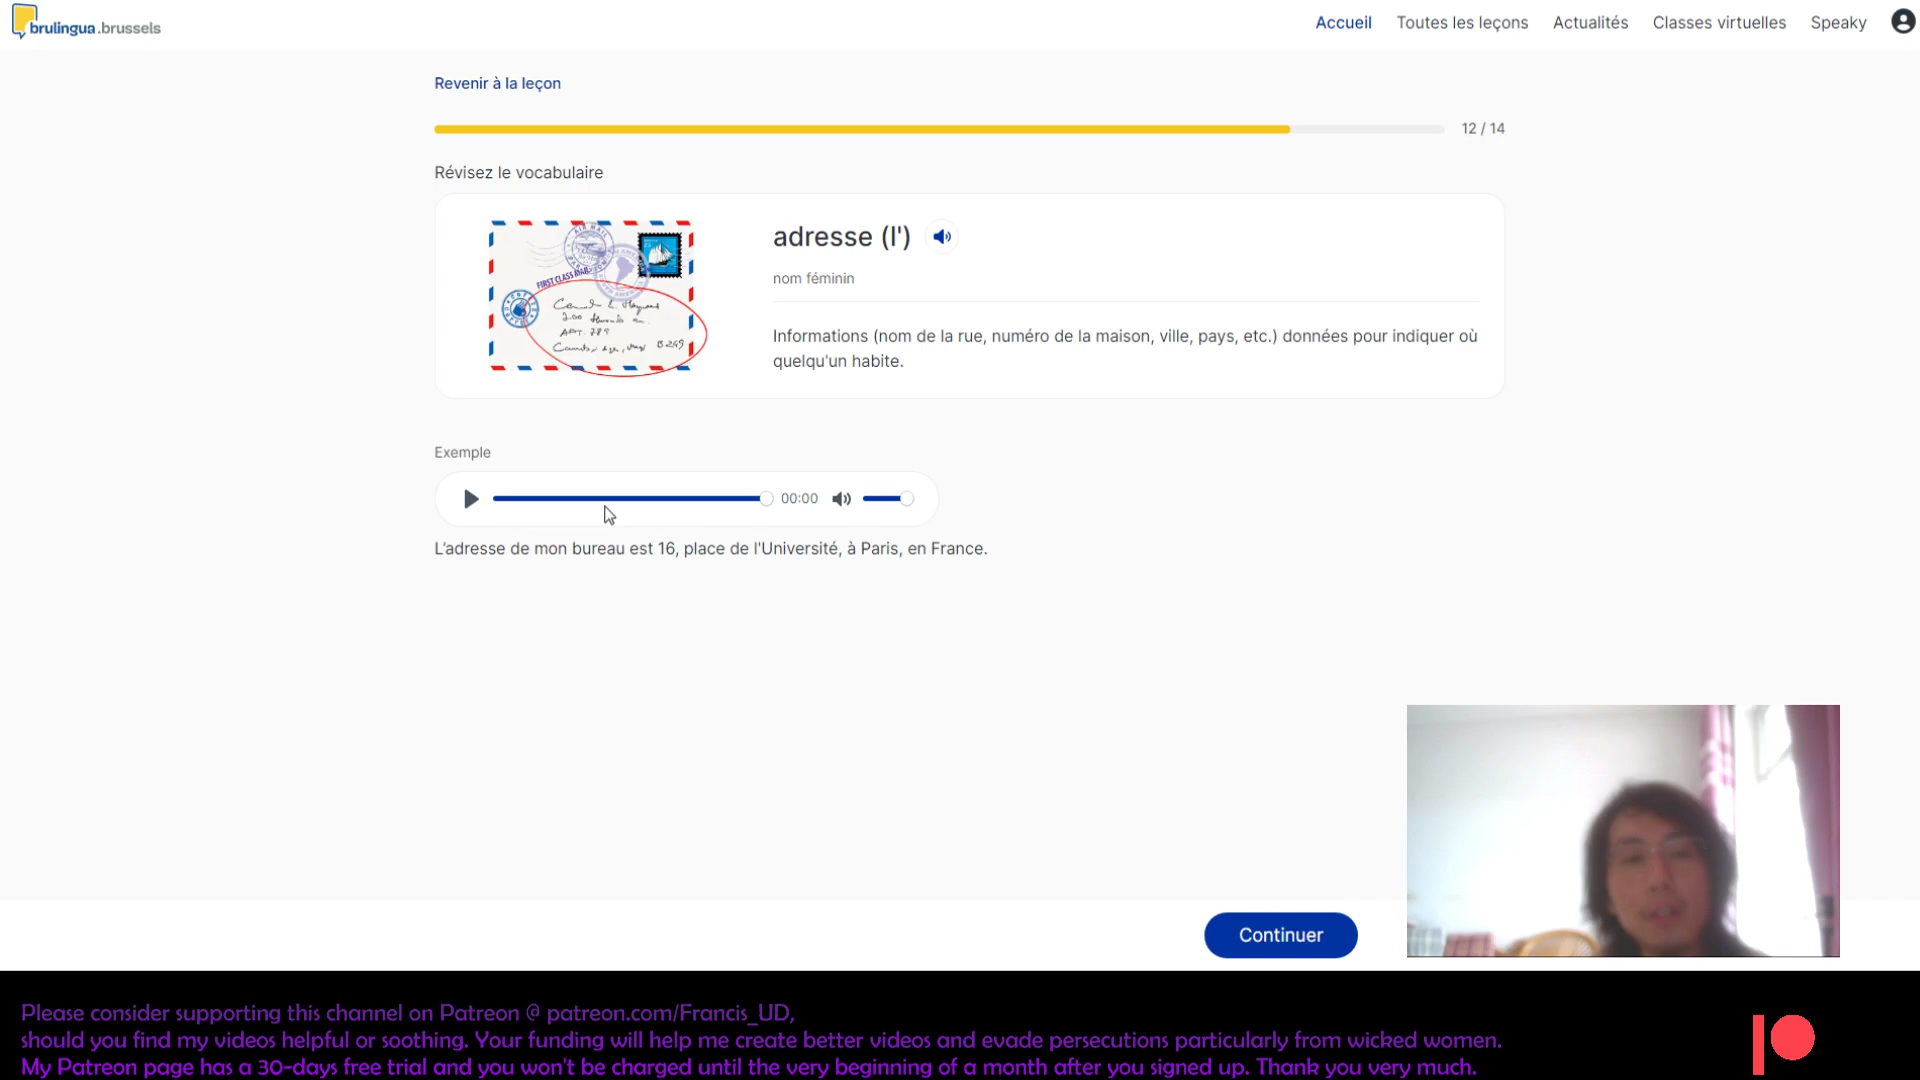 brulingua.brussels
Accueil
Toutes les leçons
Actualités
Classes virtuelles
Speaky
Revenir à la leçon
12 / 14
Révisez le vocabulaire
AIR MAIL
FIRST CLASS MAIL
adresse (l')
nom féminin
Informations (nom de la rue, numéro de la maison, ville, pays, etc.) données pour indiquer où
quelqu'un habite.
Exemple
00:00
L’adresse de mon bureau est 16, place de l'Université, à Paris, en France.
Continuer
Please consider supporting this channel on Patreon @ patreon.com/Francis_UD,
should you find my videos helpful or soothing. Your funding will help me create better videos and evade persecutions particularly from wicked women.
My Patreon page has a 30-days free trial and you won't be charged until the very beginning of a month after you signed up. Thank you very much.